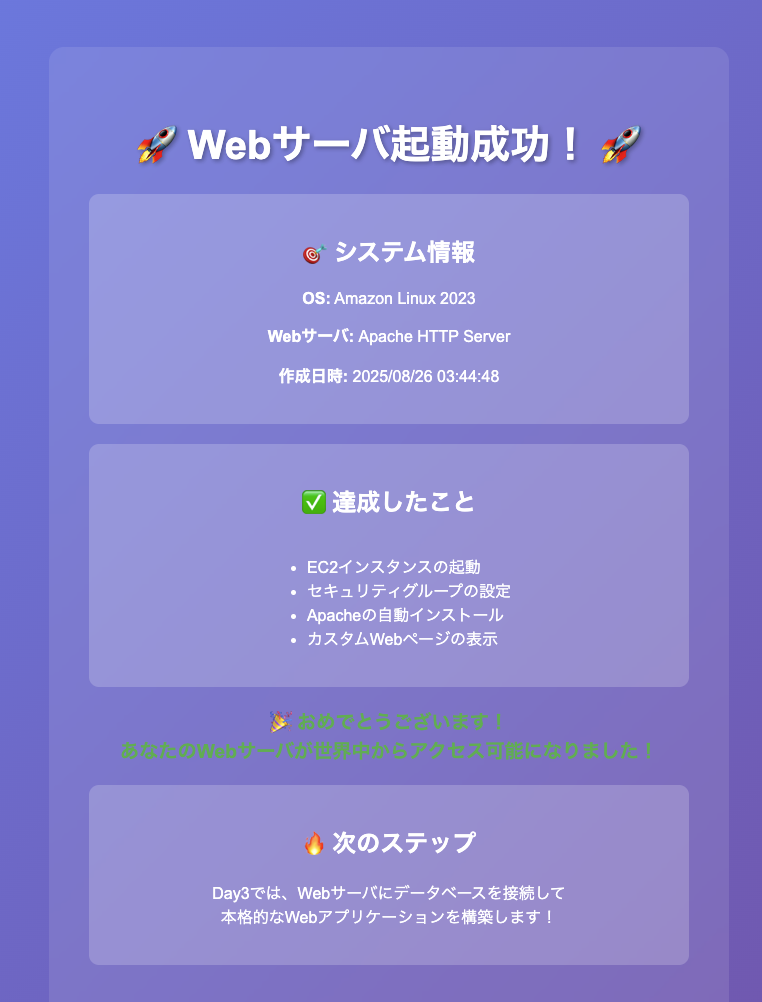 🚀 Webサーバ起動成功！ 🚀
🎯 システム情報
OS: Amazon Linux 2023
Webサーバ: Apache HTTP Server
作成日時: 2025/08/26 03:44:48
✅ 達成したこと
• EC2インスタンスの起動
• セキュリティグループの設定
• Apacheの自動インストール
• カスタムWebページの表示
🎉 おめでとうございます！
あなたのWebサーバが世界中からアクセス可能になりました！
🔥 次のステップ
Day3では、Webサーバにデータベースを接続して
本格的なWebアプリケーションを構築します！